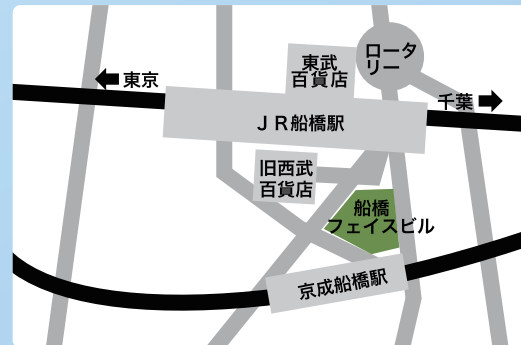 ロータ
リー
東武
百貨店
東京
千葉
ＪＲ船橋駅
旧西武
百貨店
船橋
フェイスビル
京成船橋駅